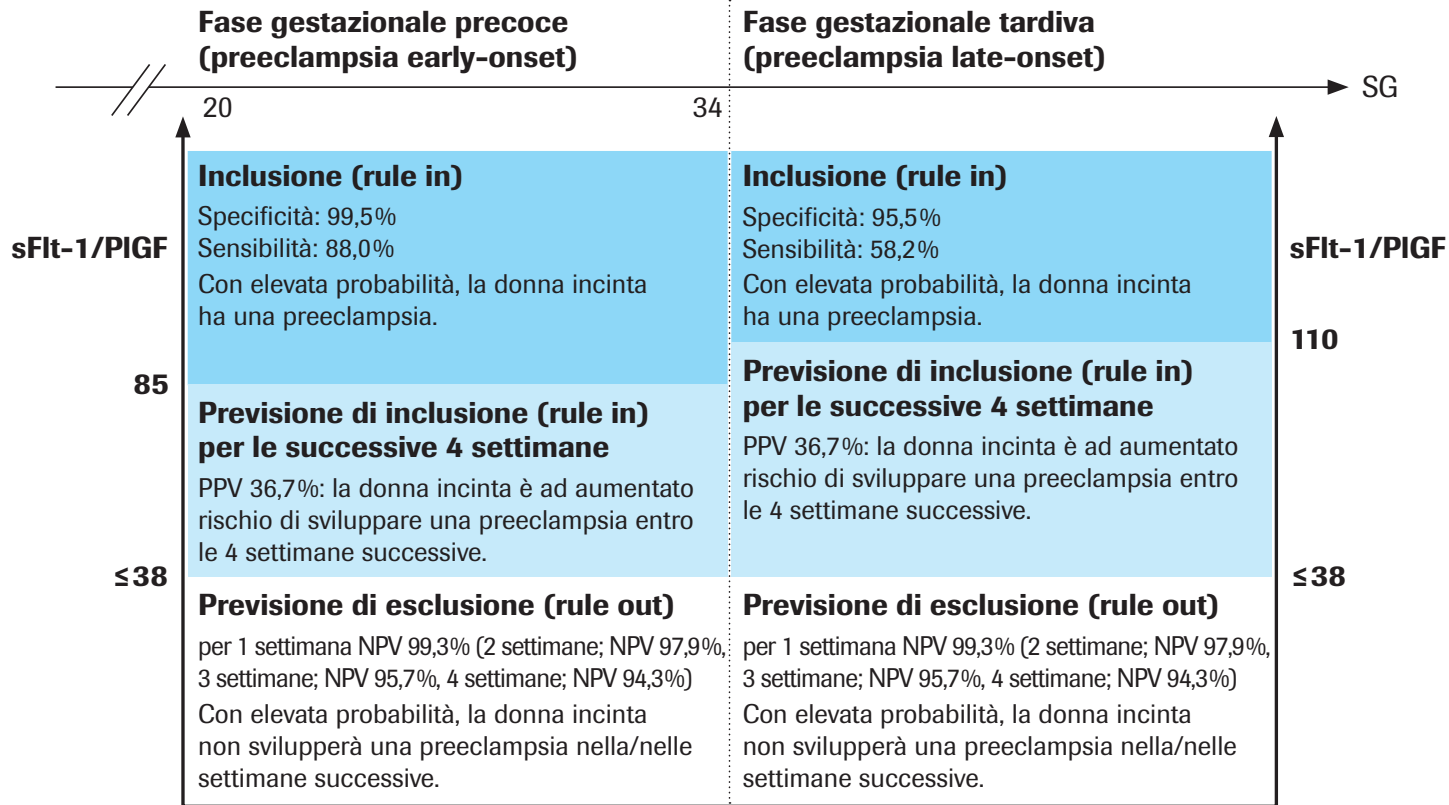 Fase gestazionale precoce
(preeclampsia early-onset)
Fase gestazionale tardiva
(preeclampsia late-onset)
20
34
SG
sFlt-1/PIGF
85
≤38
Inclusione (rule in)
Specificità: 99,5%
Sensibilità: 88,0%
Con elevata probabilità, la donna incinta
ha una preeclampsia.
Previsione di inclusione (rule in)
per le successive 4 settimane
PPV 36,7%: la donna incinta è ad aumentato
rischio di sviluppare una preeclampsia entro
le 4 settimane successive.
Previsione di esclusione (rule out)
per 1 settimana NPV 99,3% (2 settimane; NPV 97,9%,
3 settimane; NPV 95,7%, 4 settimane; NPV 94,3%)
Con elevata probabilità, la donna incinta
non svilupperà una preeclampsia nella/nelle
settimane successive.
Inclusione (rule in)
Specificità: 95,5%
Sensibilità: 58,2%
Con elevata probabilità, la donna incinta
ha una preeclampsia.
Previsione di inclusione (rule in)
per le successive 4 settimane
PPV 36,7%: la donna incinta è ad aumentato
rischio di sviluppare una preeclampsia entro
le 4 settimane successive.
Previsione di esclusione (rule out)
per 1 settimana NPV 99,3% (2 settimane; NPV 97,9%,
3 settimane; NPV 95,7%, 4 settimane; NPV 94,3%)
Con elevata probabilità, la donna incinta
non svilupperà una preeclampsia nella/nelle
settimane successive.
sFlt-1/PIGF
110
≤38